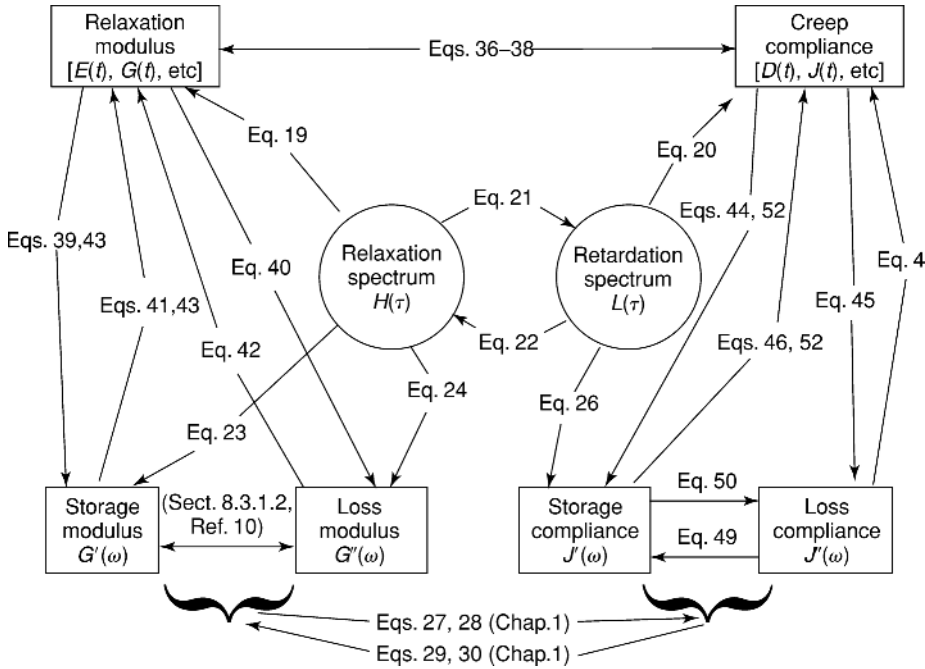 Relaxation
modulus
[E(t), G(t), etc]
Eqs. 36–38
Creep
compliance
[D(t), J(t), etc]
Eq. 19
Eq. 20
Eq. 21
Eqs. 44, 52
Eqs. 39,43
Relaxation
spectrum
H(τ)
Retardation
spectrum
L(τ)
Eq. 40
Eq. 4
Eqs. 41,43
Eq. 45
Eq. 42
Eq. 22
Eqs. 46, 52
Eq. 24
Eq. 26
Eq. 23
Storage
modulus
G′(ω)
(Sect. 8.3.1.2,
Ref. 10)
Loss
modulus
G″(ω)
Storage
compliance
J′(ω)
Eq. 50
Eq. 49
Loss
compliance
J″(ω)
Eqs. 27, 28 (Chap.1)
Eqs. 29, 30 (Chap.1)